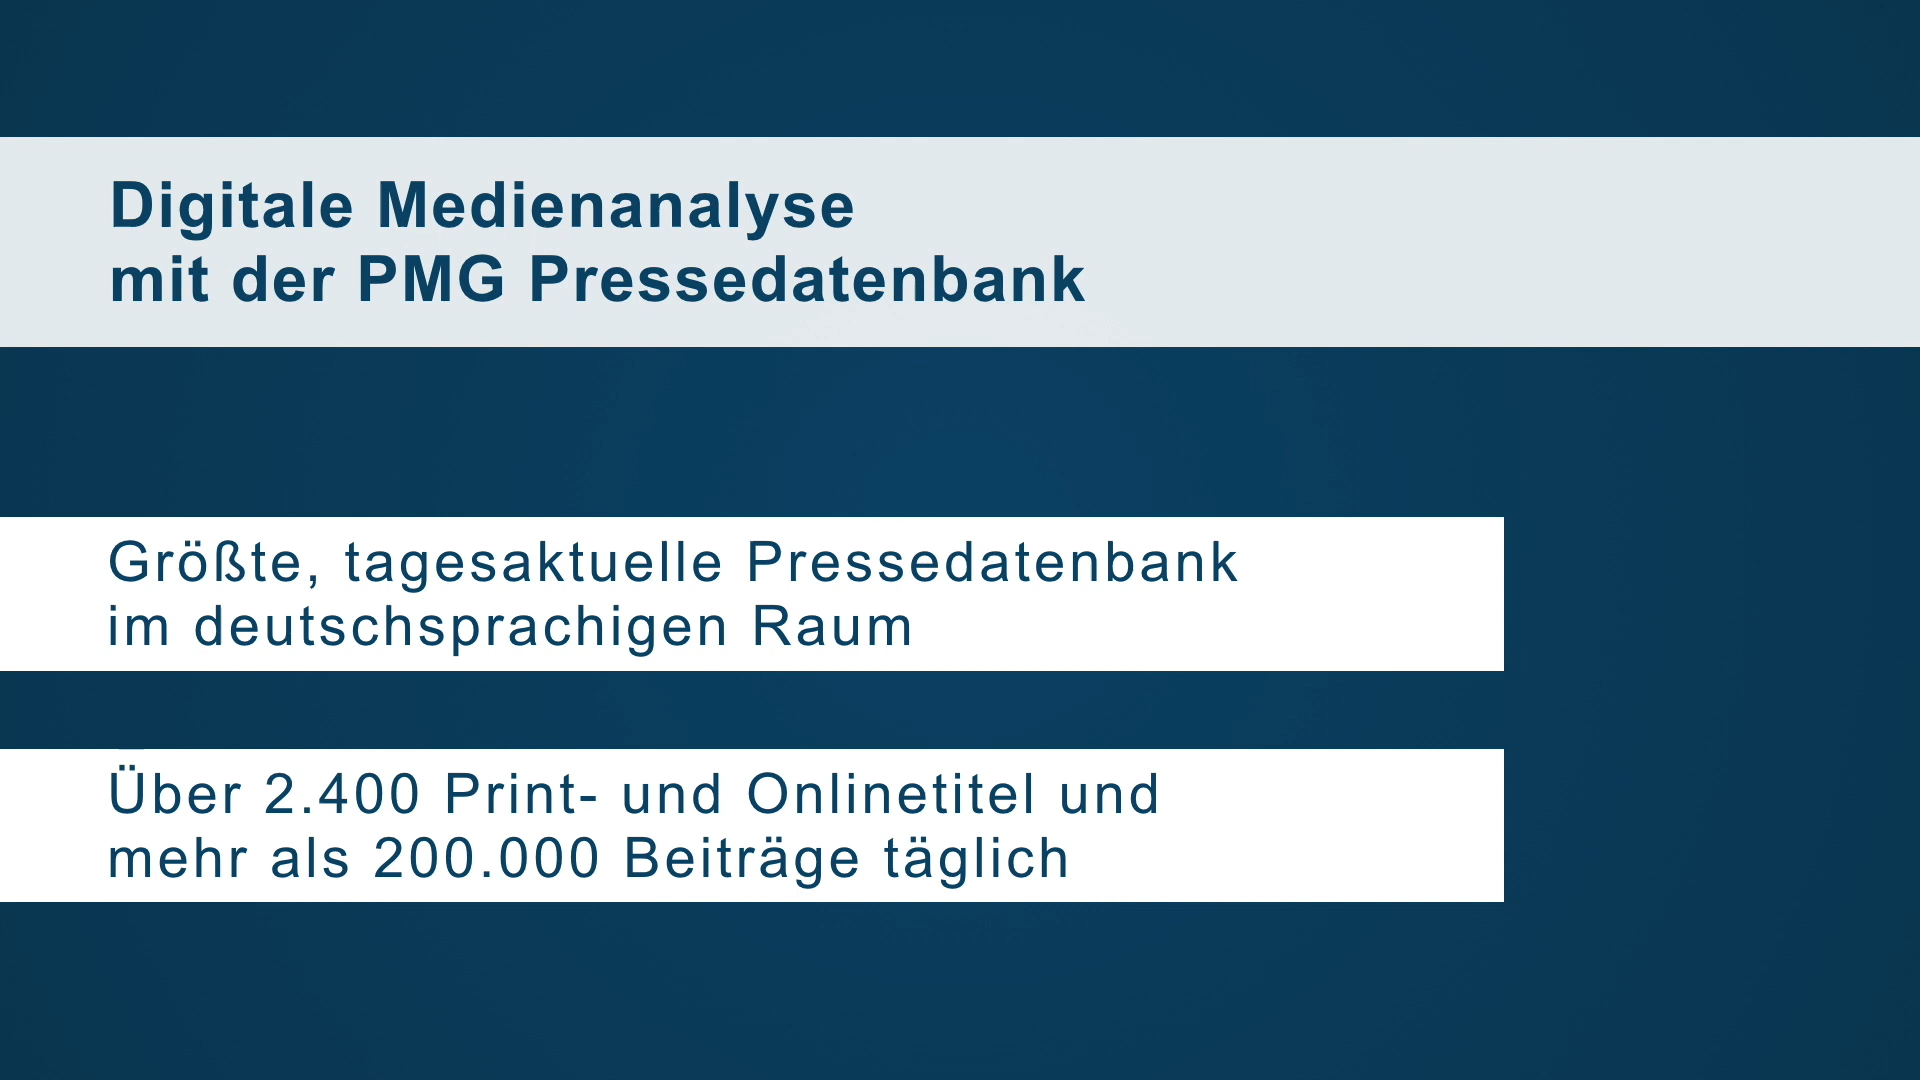 Digitale Medienanalyse
mit der PMG Pressedatenbank
Größte, tagesaktuelle Pressedatenbank
im deutschsprachigen Raum
Über 2.400 Print- und Onlinetitel und
mehr als 200.000 Beiträge täglich